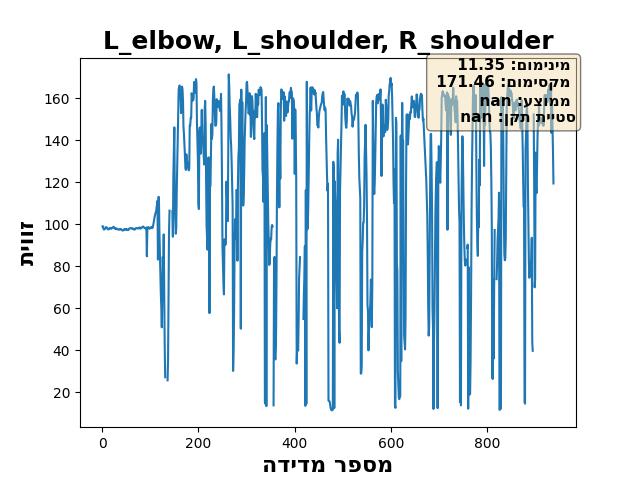 L_elbow, L_shoulder, R_shoulder
מינימום: 11.35
מקסימום: 171.46
ממוצע: nan
סטיית תקן: nan
160
140
120
100
80
60
40
20
זווית
0 200 400 600 800
מספר מדידה